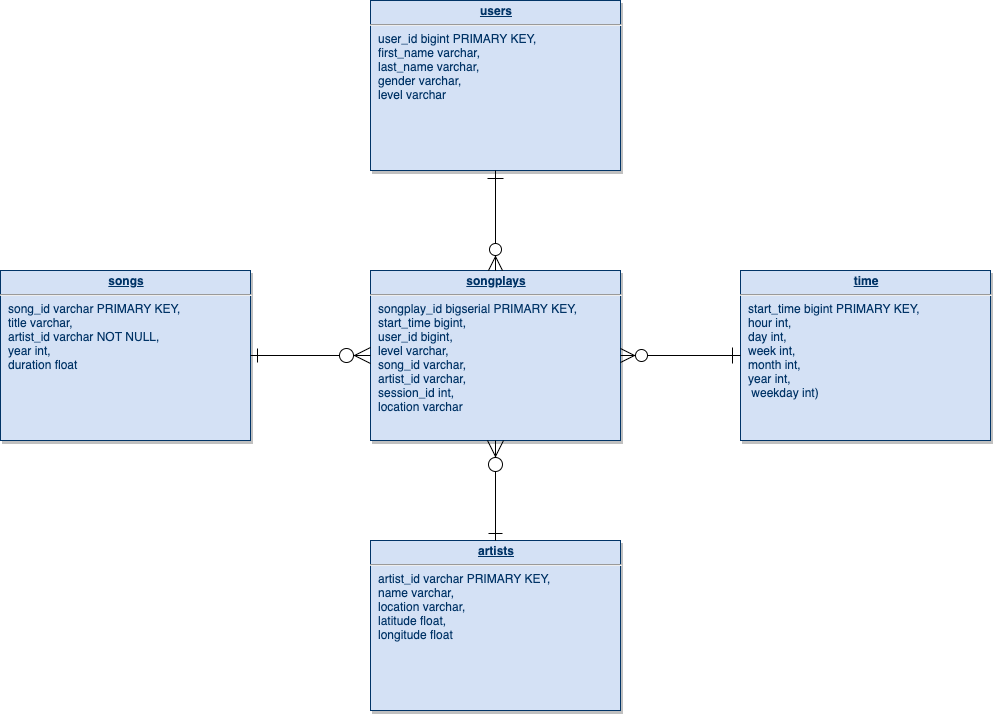 users
user_id bigint PRIMARY KEY,
first_name varchar,
last_name varchar,
gender varchar,
level varchar
songs
song_id varchar PRIMARY KEY,
title varchar,
artist_id varchar NOT NULL,
year int,
duration float
songplays
songplay_id bigserial PRIMARY KEY,
start_time bigint,
user_id bigint,
level varchar,
song_id varchar,
artist_id varchar,
session_id int,
location varchar
time
start_time bigint PRIMARY KEY,
hour int,
day int,
week int,
month int,
year int,
weekday int)
artists
artist_id varchar PRIMARY KEY,
name varchar,
location varchar,
latitude float,
longitude float